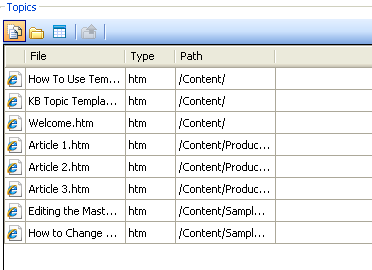 Topics
File Type Path
How To Use Tem... htm /Content/
KB Topic Templa... htm /Content/
Welcome.htm htm /Content/
Article 1.htm htm /Content/Produc...
Article 2.htm htm /Content/Produc...
Article 3.htm htm /Content/Produc...
Editing the Mast... htm /Content/Sampl...
How to Change ... htm /Content/Sampl...